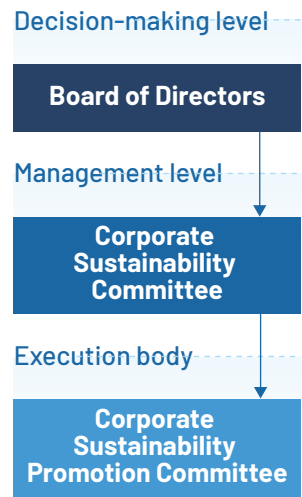 Decision-making level
Board of Directors
Management level
Corporate
Sustainability
Committee
Execution body
Corporate
Sustainability
Promotion Committee